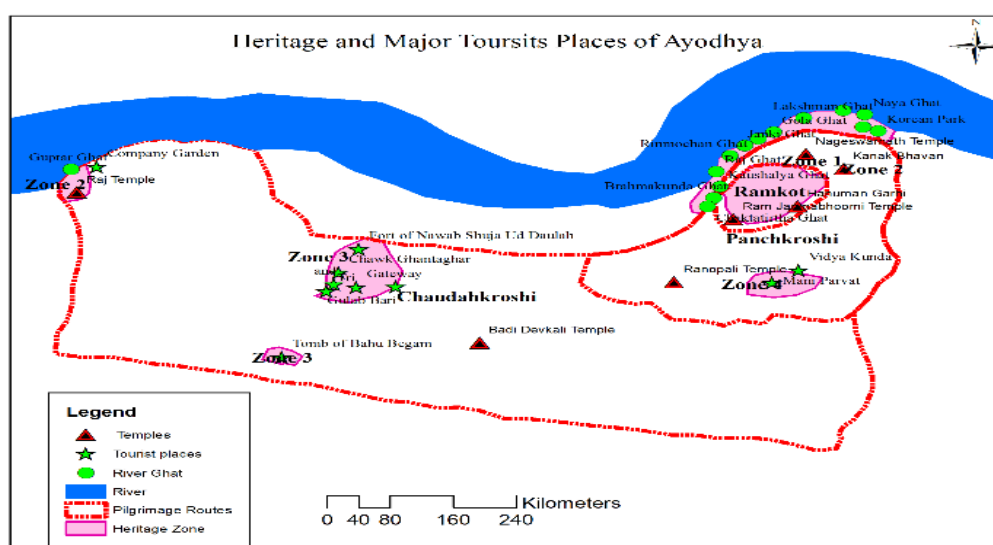 Heritage and Major Toursits Places of Ayodhya
N
Lakshman Ghat
Naya Ghat
Gola Ghat
Korean Park
Rinmochan Ghat
Janki Ghat
Nageswarnath Temple
Guptar Ghat
Company Garden
Raj Ghat
Zone 1
Kanak Bhavan
Zone 2
Raj Temple
Kaushalya Ghat
Zone 2
Brahmakunda Ghat
Ramkot
Hanuman Garhi
Ram Janmabhoomi Temple
Chaktatirtha Ghat
Fort of Nawab Shuja Ud Daulah
Panchkroshi
Zone 3
Chawk Ghantaghar
Vidya Kunda
and
Gateway
Ranopali Temple
Mani Parvat
Zone 4
Gulab Bari
Chaudahkroshi
Badi Devkali Temple
Tomb of Bahu Begam
Zone 3
Legend
Temples
Tourist places
River Ghat
River
Pilgrimage Routes
Heritage Zone
Kilometers
0 40 80 160 240